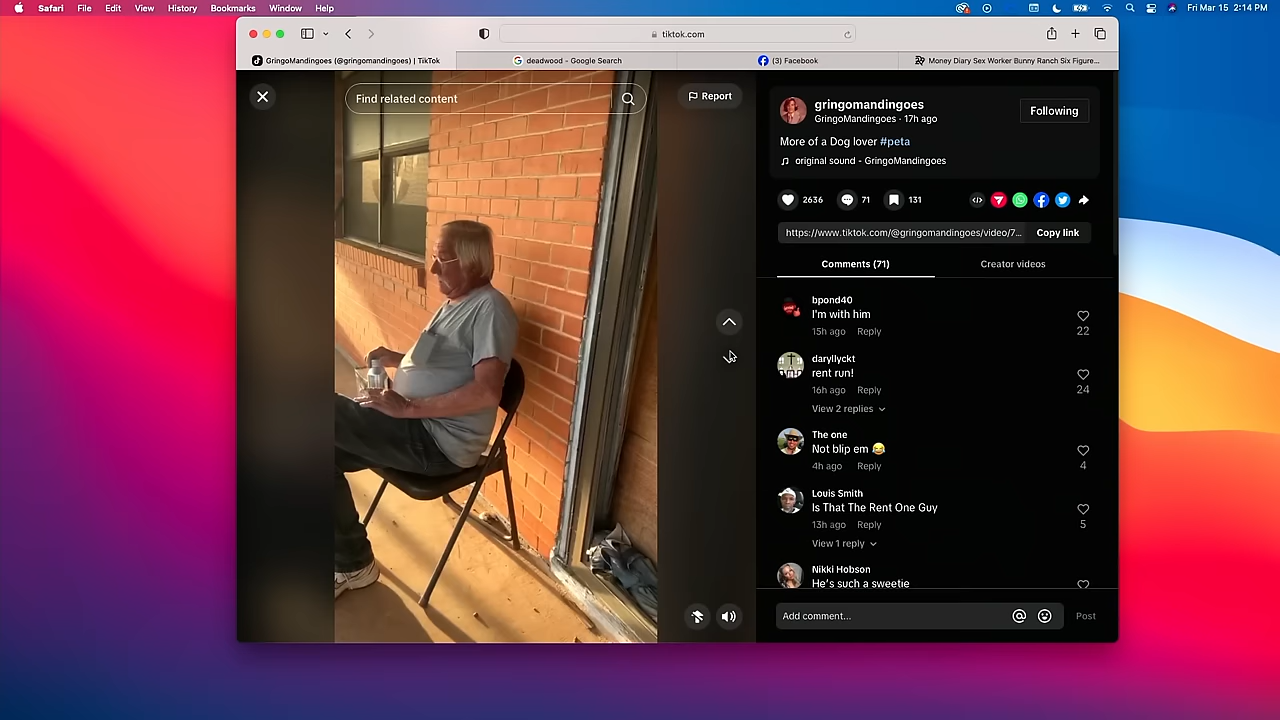 Safari File Edit View History Bookmarks Window Help
Fri Mar 15 2:14 PM
tiktok.com
GringoMandingoes (@gringomandingoes) | TikTok
deadwood - Google Search
(3) Facebook
Money Diary Sex Worker Bunny Ranch Six Figure...
Find related content
Report
gringomandingoes
GringoMandingoes · 17h ago
Following
More of a Dog lover #peta
original sound - GringoMandingoes
2636
71
131
https://www.tiktok.com/@gringomandingoes/video/7...
Copy link
Comments (71)
Creator videos
bpond40
I'm with him
15h ago Reply
22
daryllyckt
rent run!
16h ago Reply
24
View 2 replies
The one
Not blip em 😂
4h ago Reply
4
Louis Smith
Is That The Rent One Guy
13h ago Reply
5
View 1 reply
Nikki Hobson
He's such a sweetie
Add comment...
Post